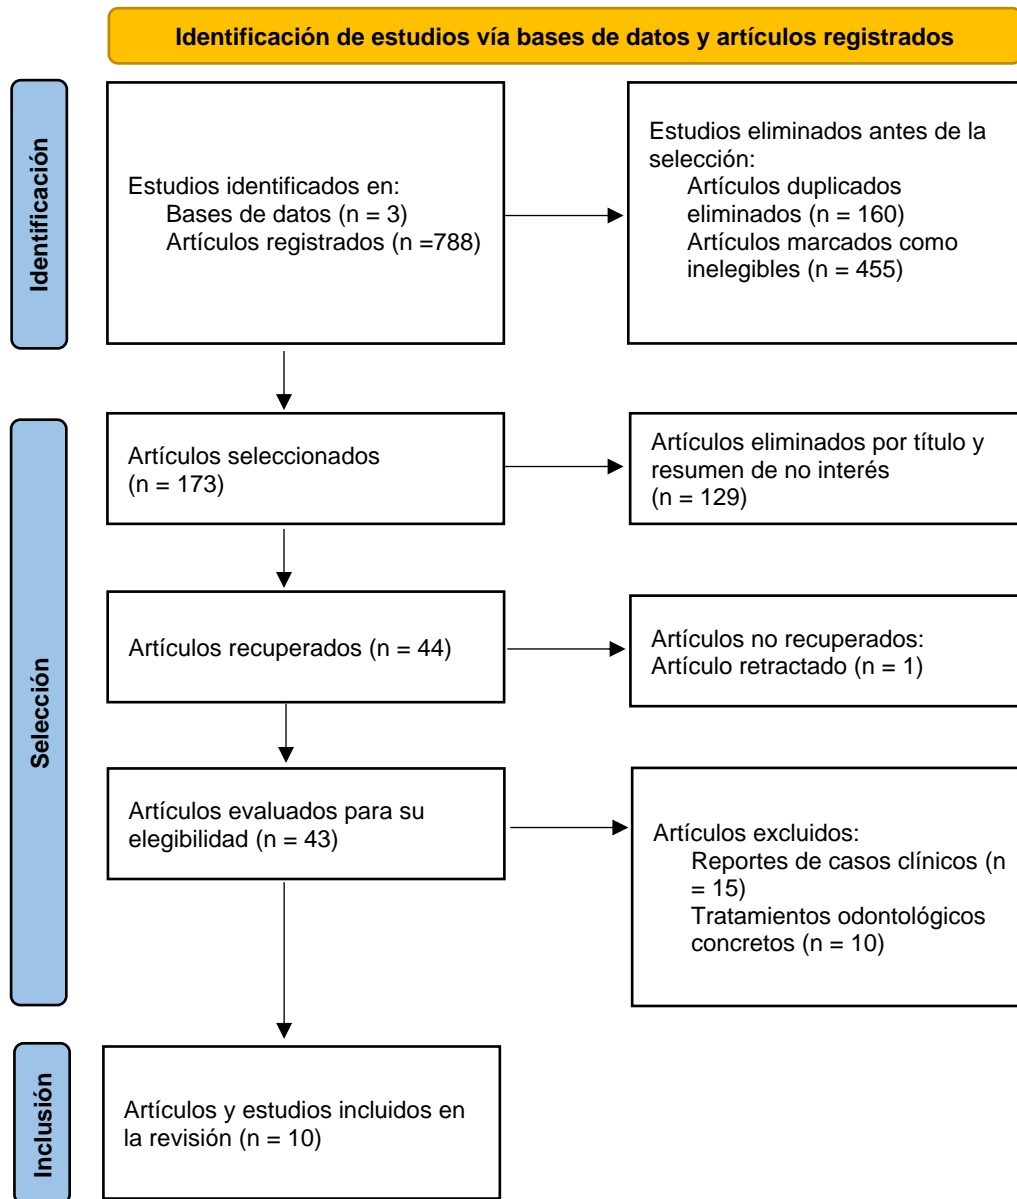 Identificación de estudios vía bases de datos y artículos registrados
Identificación
Estudios identificados en:
Bases de datos (n = 3)
Artículos registrados (n =788)
Estudios eliminados antes de la
selección:
Artículos duplicados
eliminados (n = 160)
Artículos marcados como
inelegibles (n = 455)
Selección
Artículos seleccionados
(n = 173)
Artículos eliminados por título y
resumen de no interés
(n = 129)
Artículos recuperados (n = 44)
Artículos no recuperados:
Artículo retractado (n = 1)
Artículos evaluados para su
elegibilidad (n = 43)
Artículos excluidos:
Reportes de casos clínicos (n
= 15)
Tratamientos odontológicos
concretos (n = 10)
Inclusión
Artículos y estudios incluidos en
la revisión (n = 10)